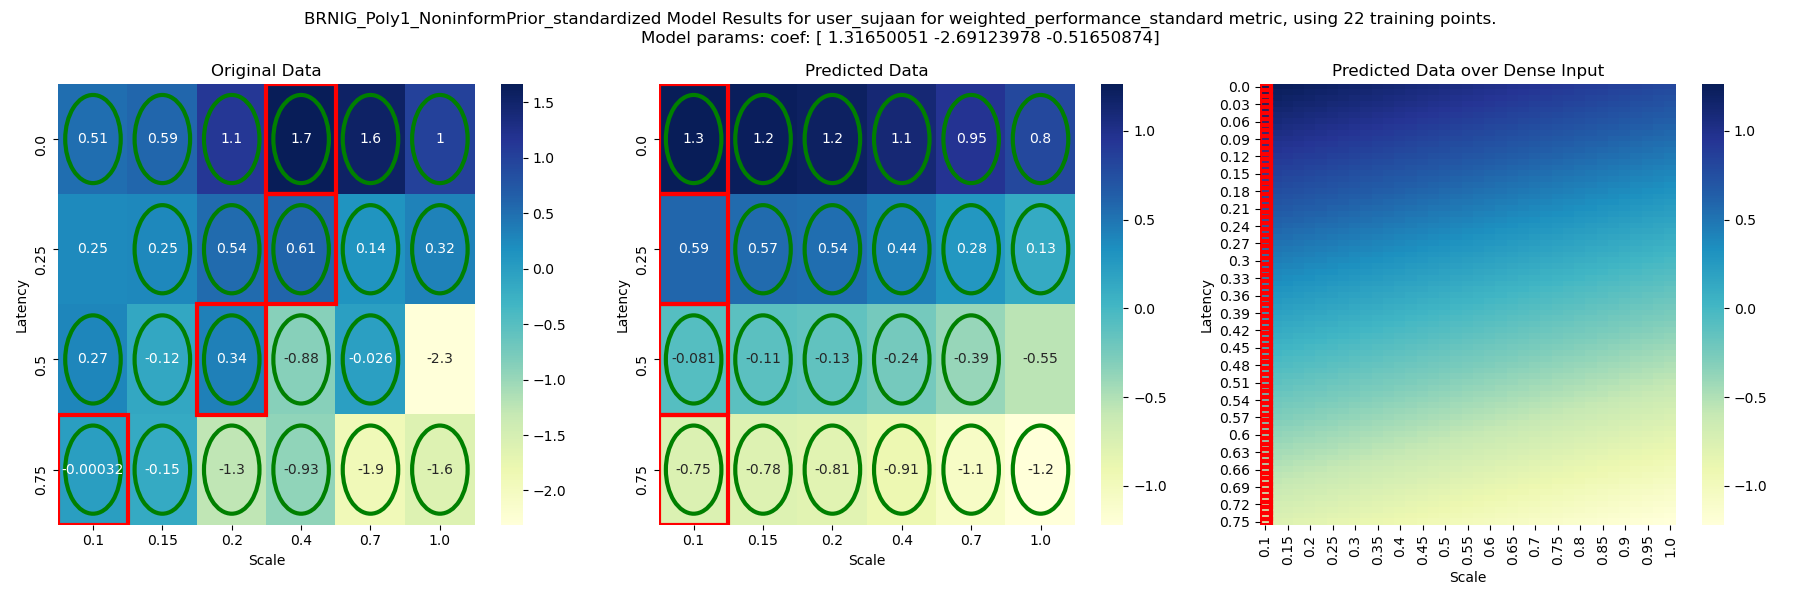 BRNIG_Poly1_NoninformPrior_standardized Model Results for user_sujaan for weighted_performance_standard metric, using 22 training points.
Model params: coef: [ 1.31650051 -2.69123978 -0.51650874]
Original Data
0.51 0.59 1.1 1.7 1.6 1
0.25 0.25 0.54 0.61 0.14 0.32
0.27 -0.12 0.34 -0.88 -0.026 -2.3
-0.00032 -0.15 -1.3 -0.93 -1.9 -1.6
0.0
0.25
0.5
0.75
Latency
0.1 0.15 0.2 0.4 0.7 1.0
Scale
1.5
1.0
0.5
0.0
−0.5
−1.0
−1.5
−2.0
Predicted Data
1.3 1.2 1.2 1.1 0.95 0.8
0.59 0.57 0.54 0.44 0.28 0.13
-0.081 -0.11 -0.13 -0.24 -0.39 -0.55
-0.75 -0.78 -0.81 -0.91 -1.1 -1.2
0.0
0.25
0.5
0.75
Latency
0.1 0.15 0.2 0.4 0.7 1.0
Scale
1.0
0.5
0.0
−0.5
−1.0
Predicted Data over Dense Input
0.0
0.03
0.06
0.09
0.12
0.15
0.18
0.21
0.24
0.27
0.3
0.33
0.36
0.39
0.42
0.45
0.48
0.51
0.54
0.57
0.6
0.63
0.66
0.69
0.72
0.75
Latency
0.1 0.15 0.2 0.25 0.3 0.35 0.4 0.45 0.5 0.55 0.6 0.65 0.7 0.75 0.8 0.85 0.9 0.95 1.0
Scale
1.0
0.5
0.0
−0.5
−1.0